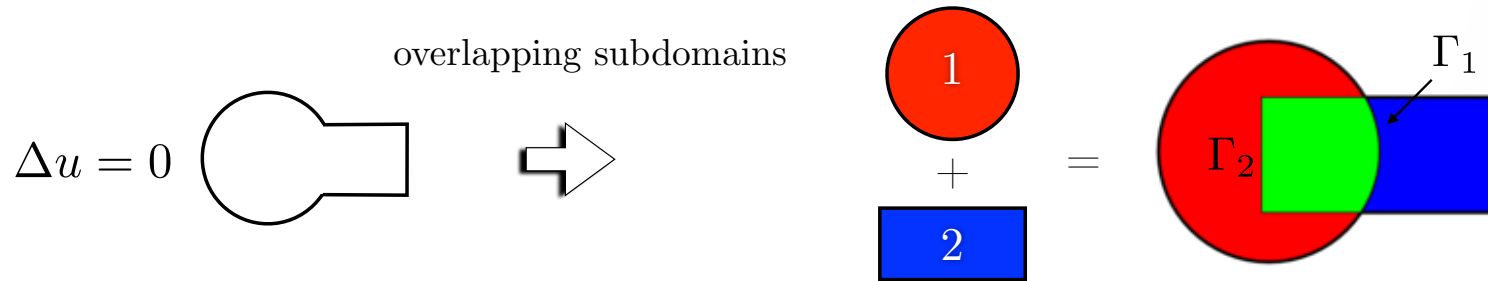 Δu = 0
overlapping subdomains
1
+
2
=
Γ₁
Γ₂